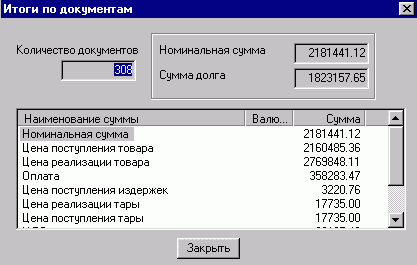 Итоги по документам
Количество документов
308
Номинальная сумма 2181441.12
Сумма долга 1823157.65
Наименование суммы Валю... Сумма
Номинальная сумма 2181441.12
Цена поступления товара 2160485.36
Цена реализации товара 2769848.11
Оплата 358283.47
Цена поступления издержек 3220.76
Цена реализации тары 17735.00
Цена поступления тары 17735.00
Закрыть